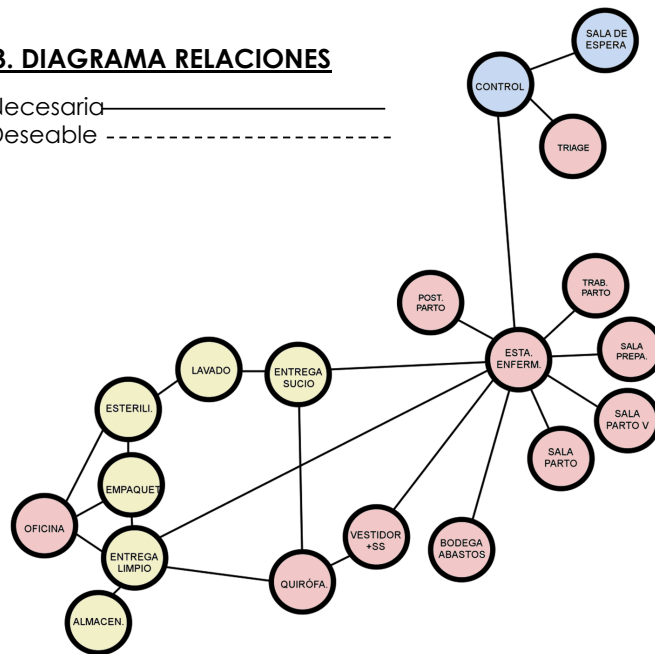 3. DIAGRAMA RELACIONES
Necesaria
Deseable
SALA DE
ESPERA
CONTROL
TRIAGE
POST.
PARTO
TRAB.
PARTO
ESTA.
ENFERM.
SALA
PREPA.
SALA
PARTO V
SALA
PARTO
LAVADO
ENTREGA
SUCIO
ESTERILI.
EMPAQUET
OFICINA
ENTREGA
LIMPIO
ALMACEN.
QUIRÓFA.
VESTIDOR
+SS
BODEGA
ABASTOS